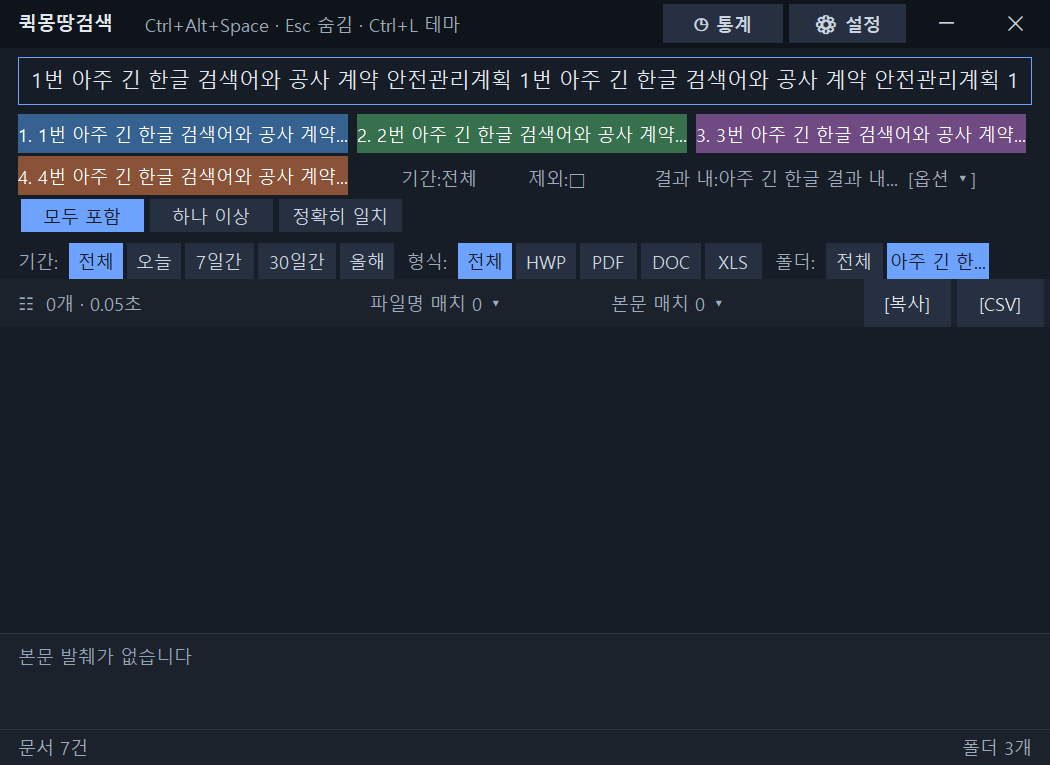 퀵몽땅검색 Ctrl+Alt+Space · Esc 숨김 · Ctrl+L 테마 통계 설정
1번 아주 긴 한글 검색어와 공사 계약 안전관리계획 1번 아주 긴 한글 검색어와 공사 계약 안전관리계획 1
1. 1번 아주 긴 한글 검색어와 공사 계약... 2. 2번 아주 긴 한글 검색어와 공사 계약... 3. 3번 아주 긴 한글 검색어와 공사 계약...
4. 4번 아주 긴 한글 검색어와 공사 계약... 기간:전체 제외:□ 결과 내:아주 긴 한글 결과 내... [옵션 ▾]
모두 포함 하나 이상 정확히 일치
기간: 전체 오늘 7일간 30일간 올해 형식: 전체 HWP PDF DOC XLS 폴더: 전체 아주 긴 한...
☷ 0개 · 0.05초 파일명 매치 0 ▾ 본문 매치 0 ▾ [복사] [CSV]
본문 발췌가 없습니다
문서 7건 폴더 3개